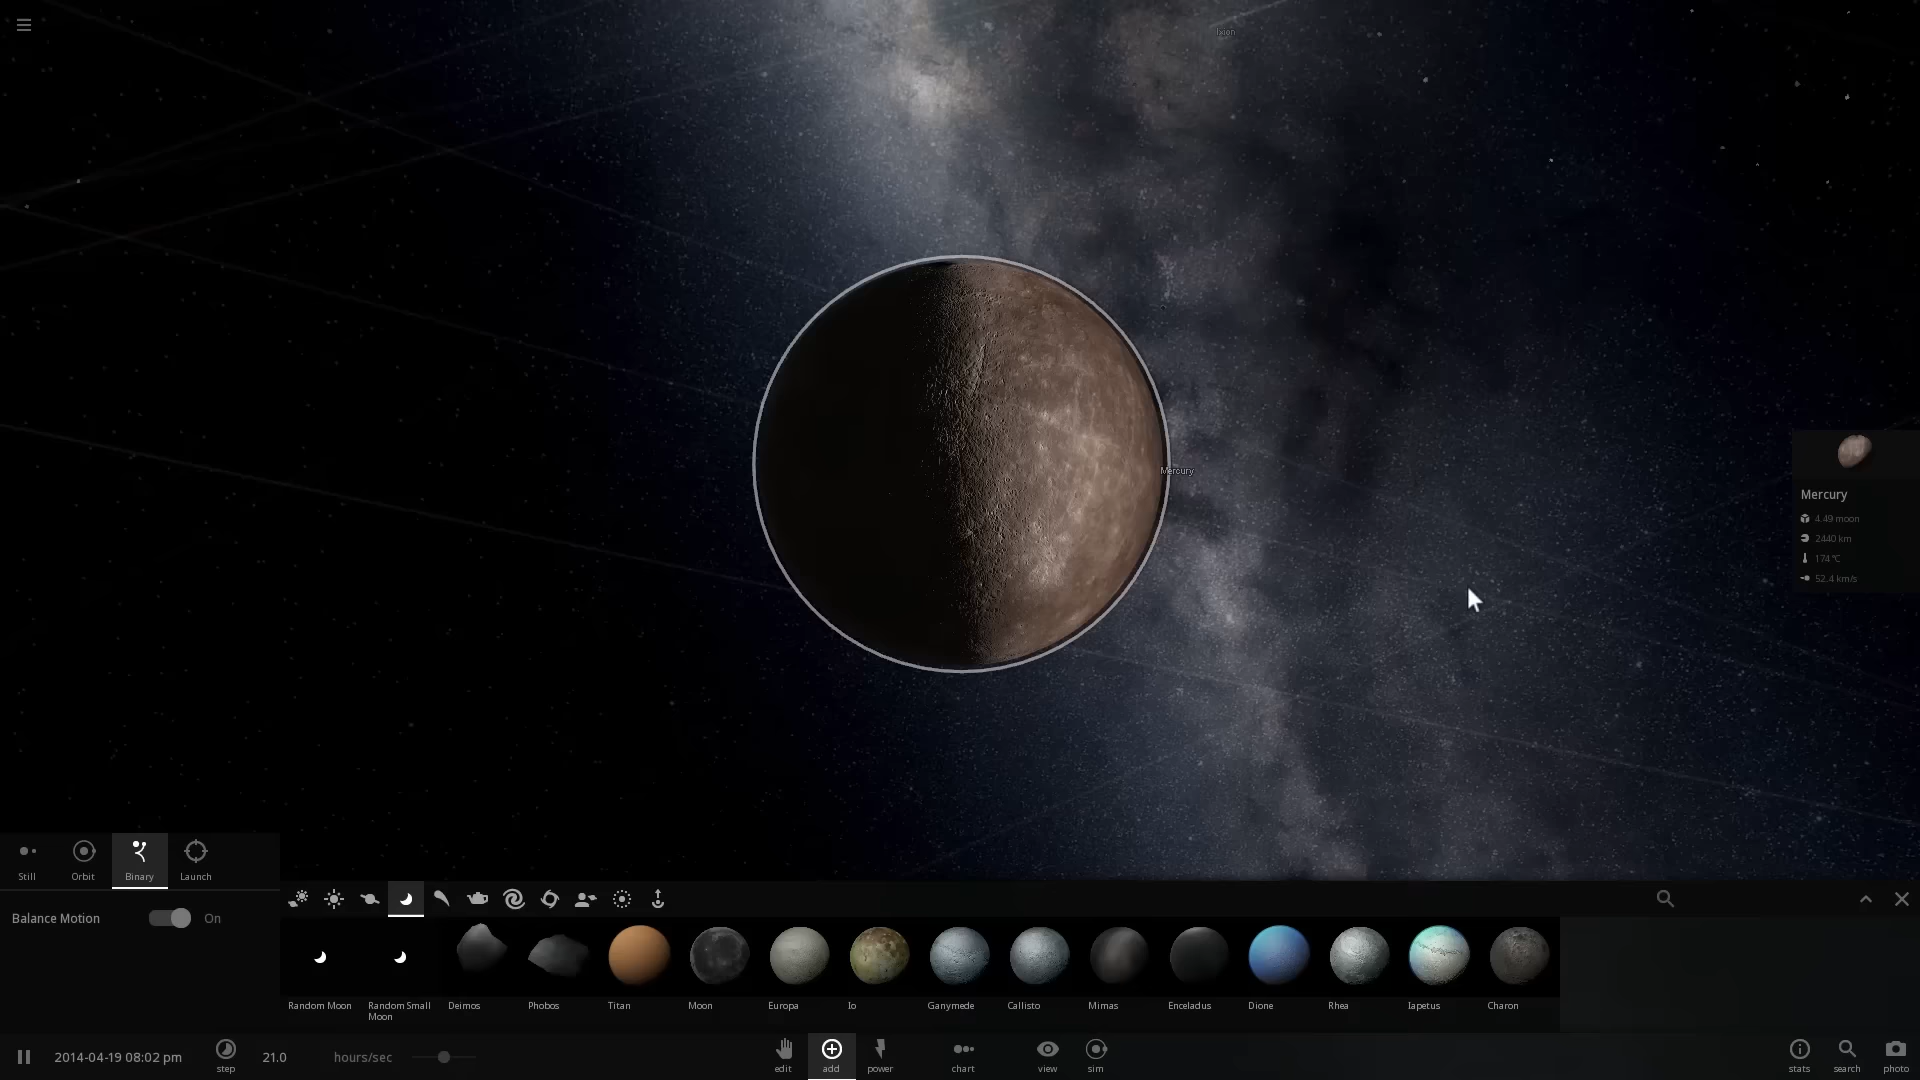 Ixion
Mercury
Mercury
4.49 moon
2440 km
174 °C
52.4 km/s
Still
Orbit
Binary
Launch
Balance Motion
On
Random Moon
Random Small Moon
Deimos
Phobos
Titan
Moon
Europa
Io
Ganymede
Callisto
Mimas
Enceladus
Dione
Rhea
Iapetus
Charon
2014-04-19 08:02 pm
step
21.0
hours/sec
edit
add
power
chart
view
sim
stats
search
photo